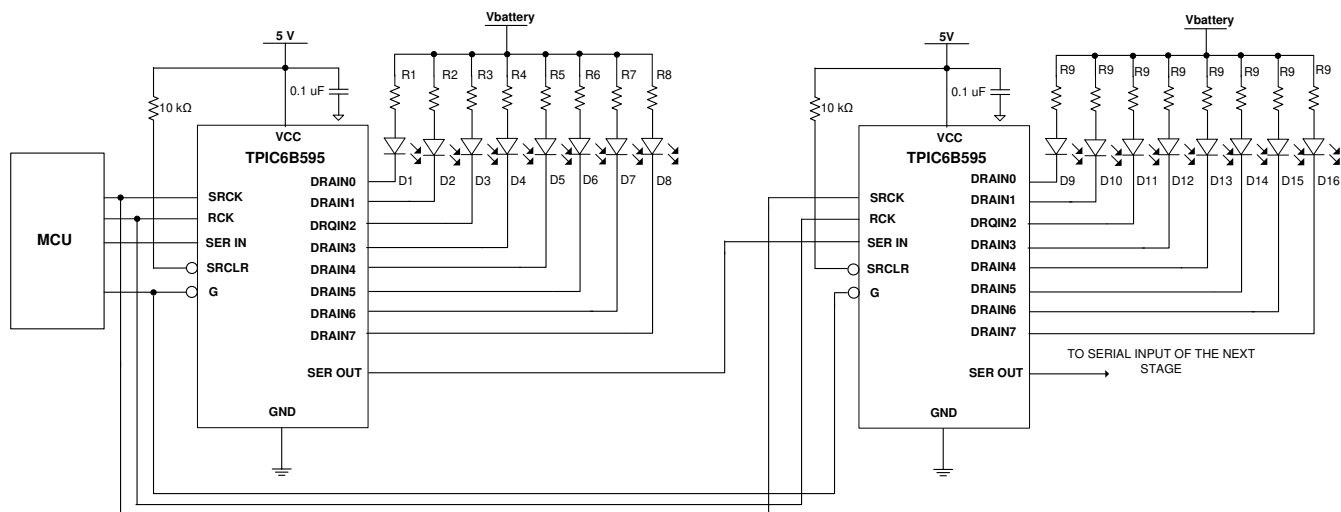 Vbattery
5 V
R1 R2 R3 R4 R5 R6 R7 R8
0.1 uF
10 kΩ
VCC
TPIC6B595
MCU
SRCK
RCK
SER IN
SRCLR
G
DRAIN0
DRAIN1
DRQIN2
DRAIN3
DRAIN4
DRAIN5
DRAIN6
DRAIN7
SER OUT
GND
D1 D2 D3 D4 D5 D6 D7 D8
Vbattery
5V
R9 R9 R9 R9 R9 R9 R9 R9
0.1 uF
10 kΩ
VCC
TPIC6B595
SRCK
RCK
SER IN
SRCLR
G
DRAIN0
DRAIN1
DRQIN2
DRAIN3
DRAIN4
DRAIN5
DRAIN6
DRAIN7
SER OUT
GND
D9 D10 D11 D12 D13 D14 D15 D16
TO SERIAL INPUT OF THE NEXT
STAGE